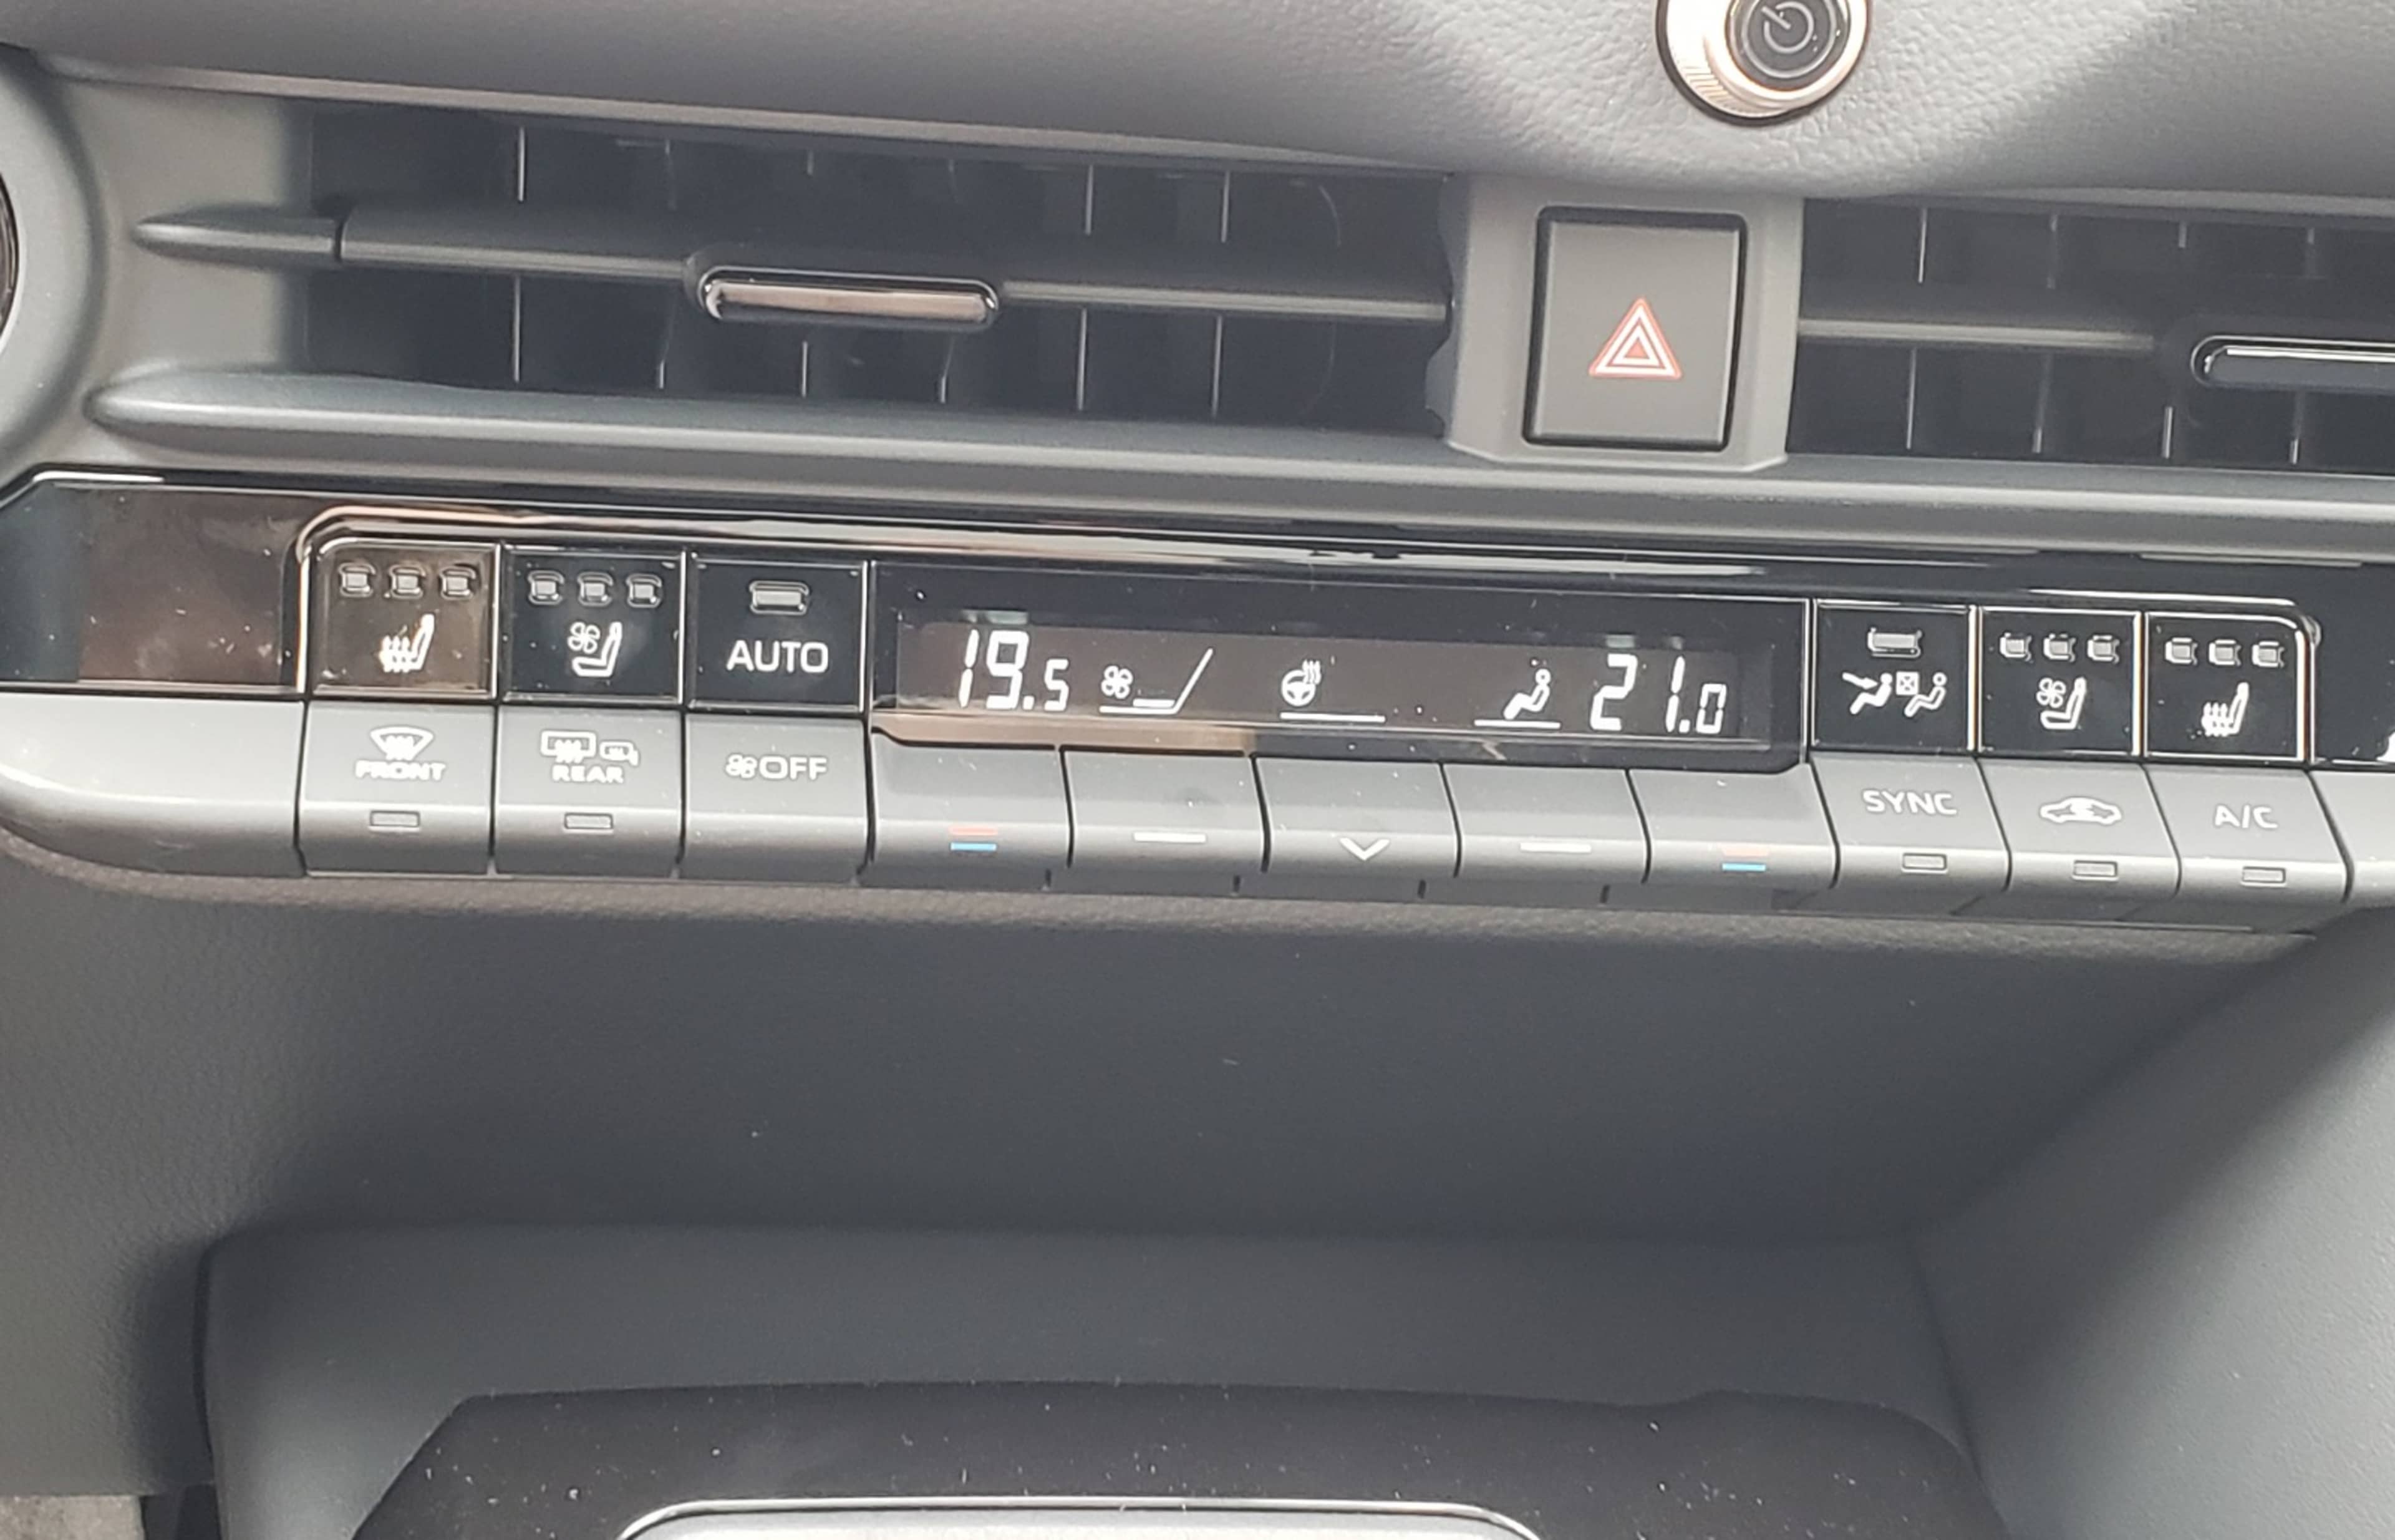 AUTO
19.5
21.0
FRONT
REAR
OFF
SYNC
A/C